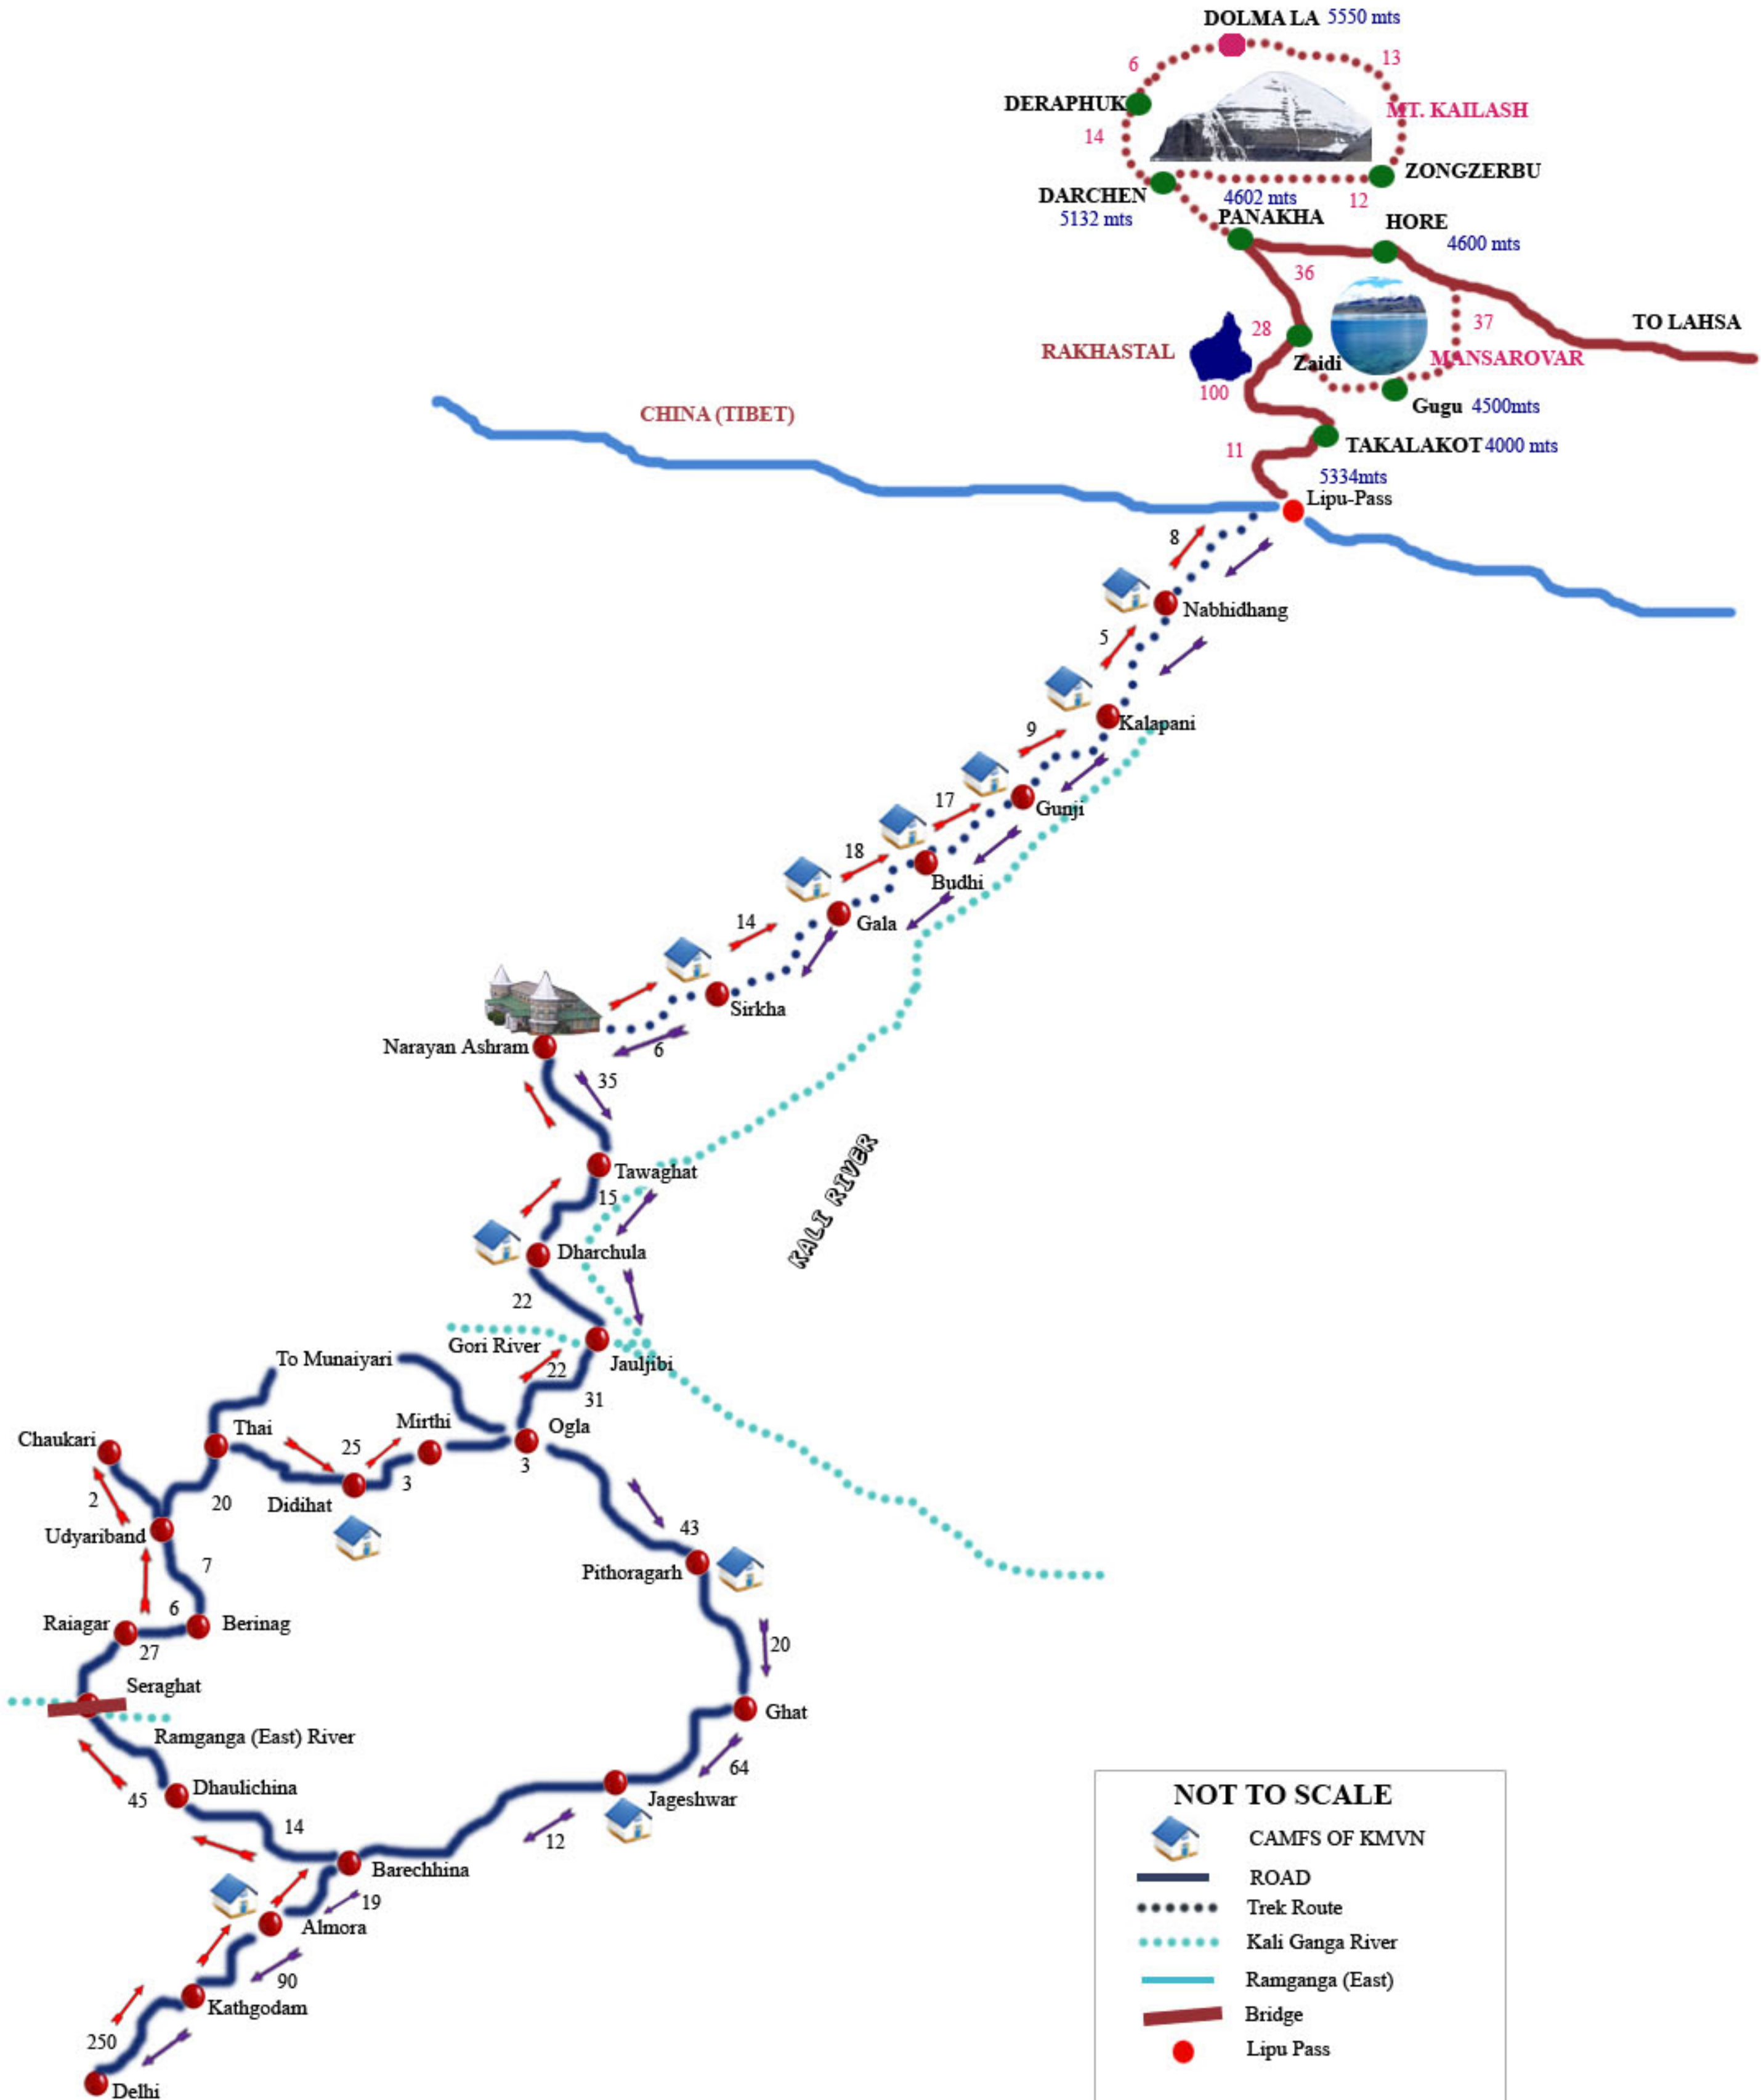 DOLMA LA 5550 mts
6
13
DERAPHUK
MT. KAILASH
14
ZONGZERBU
DARCHEN
4602 mts
12
5132 mts
PANAKHA
HORE
4600 mts
36
37
TO LAHSA
28
RAKHASTAL
Zaidi
MANSAROVAR
100
Gugu 4500mts
CHINA (TIBET)
11
TAKALAKOT 4000 mts
5334mts
Lipu-Pass
8
Nabhidhang
5
Kalapani
9
Gunji
17
Budhi
18
Gala
14
Sirkha
Narayan Ashram
6
35
KALI RIVER
Tawaghat
15
Dharchula
22
Gori River
Jauljibi
To Munaiyari
22
31
Chaukari
Thai
Mirthi
Ogla
25
3
3
2
20
Didihat
Udyariband
43
7
Pithoragarh
6
Raiagar
Berinag
27
20
Seraghat
Ghat
Ramganga (East) River
64
Dhaulichina
45
Jageshwar
14
12
Barechhina
19
Almora
90
Kathgodam
250
Delhi
NOT TO SCALE
CAMFS OF KMVN
ROAD
Trek Route
Kali Ganga River
Ramganga (East)
Bridge
Lipu Pass